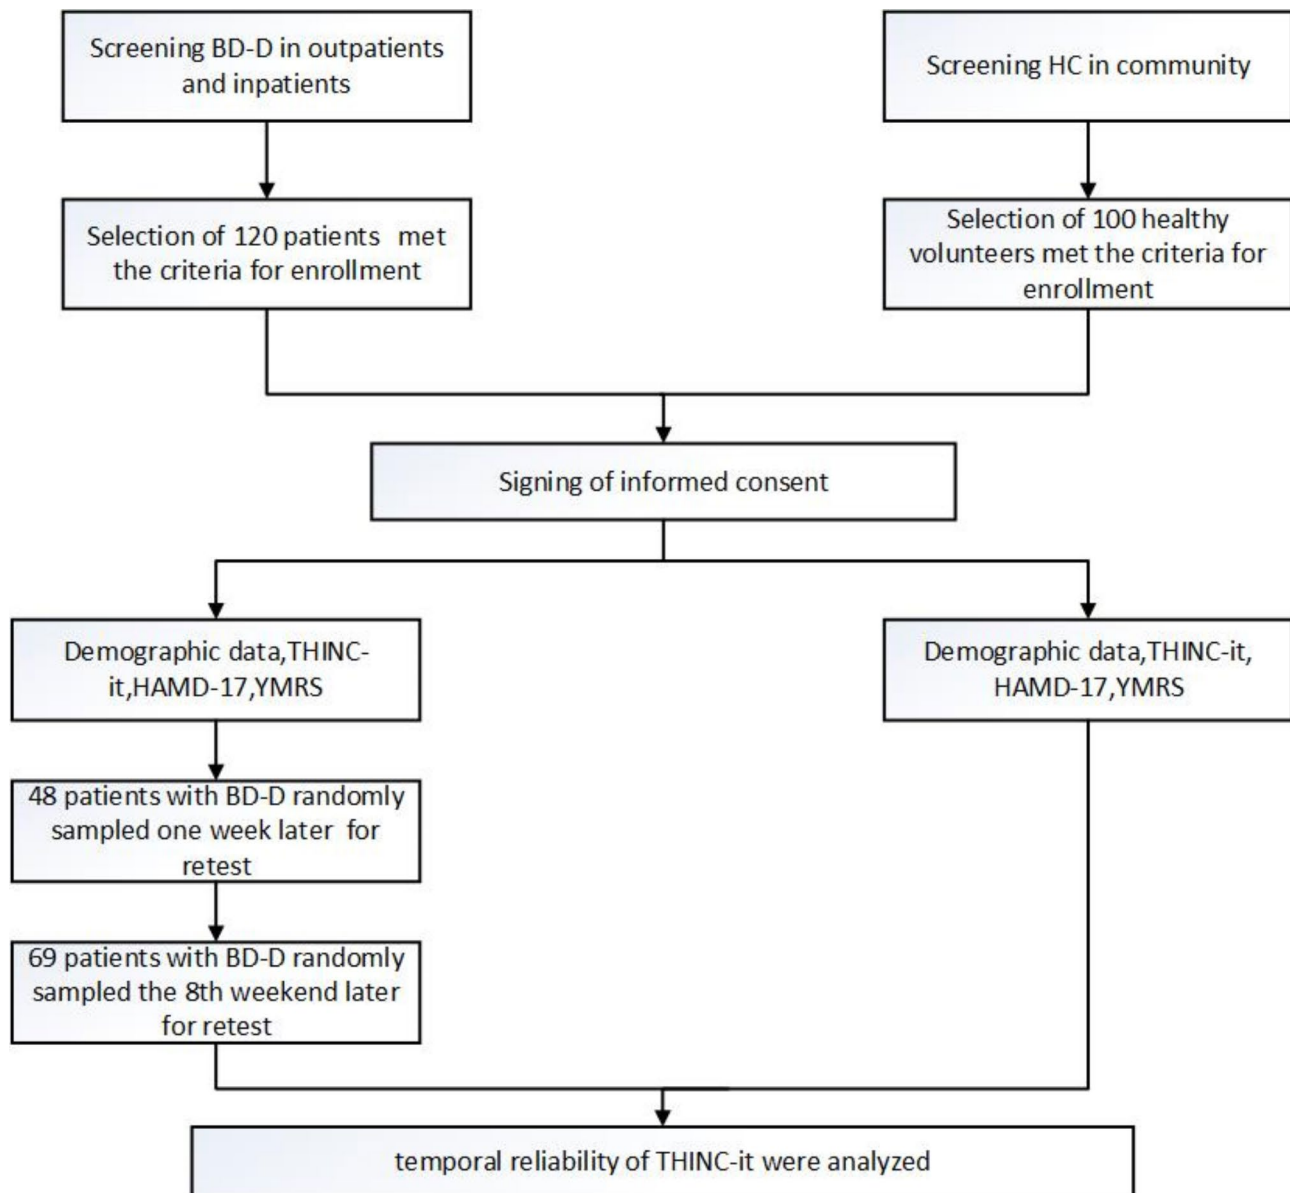 Screening BD-D in outpatients
and inpatients
Screening HC in community
Selection of 120 patients met
the criteria for enrollment
Selection of 100 healthy
volunteers met the criteria for
enrollment
Signing of informed consent
Demographic data,THINC-
it,HAMD-17,YMRS
Demographic data,THINC-it,
HAMD-17,YMRS
48 patients with BD-D randomly
sampled one week later for
retest
69 patients with BD-D randomly
sampled the 8th weekend later
for retest
temporal reliability of THINC-it were analyzed